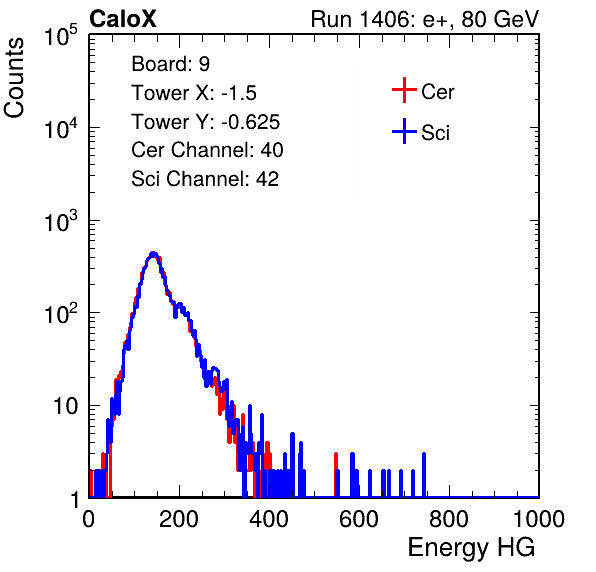 CaloX Run 1406: e+, 80 GeV
Counts
Board: 9
Tower X: -1.5
Tower Y: -0.625
Cer Channel: 40
Sci Channel: 42
Cer
Sci
10^5
10^4
10^3
10^2
10
1
0 200 400 600 800 1000
Energy HG